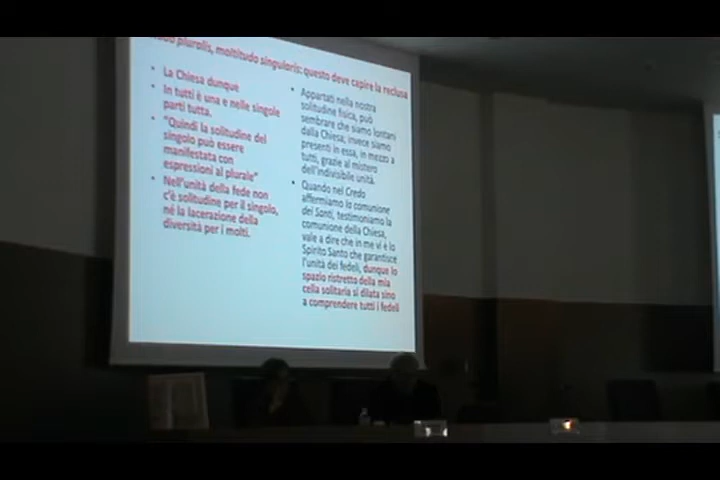 pluralis, moltitudo singularis: questo deve capire la reclusa
• La Chiesa dunque
• In tutti è una e nelle singole
parti tutta.
• "Quindi la solitudine del
singolo può essere
manifestata con
espressioni al plurale"
• Nell'unità della fede non
c'è solitudine per il singolo,
né la lacerazione della
diversità per i molti.
• Appartati nella nostra
solitudine fisica, può
sembrare che siamo lontani
dalla Chiesa, invece siamo
presenti in essa, in mezzo a
tutti, grazie al mistero
dell'indivisibile unità.
• Quando nel Credo
affermiamo la comunione
dei Santi, testimoniamo la
comunione della Chiesa,
vale a dire che in me vi è lo
Spirito Santo che garantisce
l'unità dei fedeli, dunque lo
spazio ristretto della mia
cella solitaria si dilata sino
a comprendere tutti i fedeli